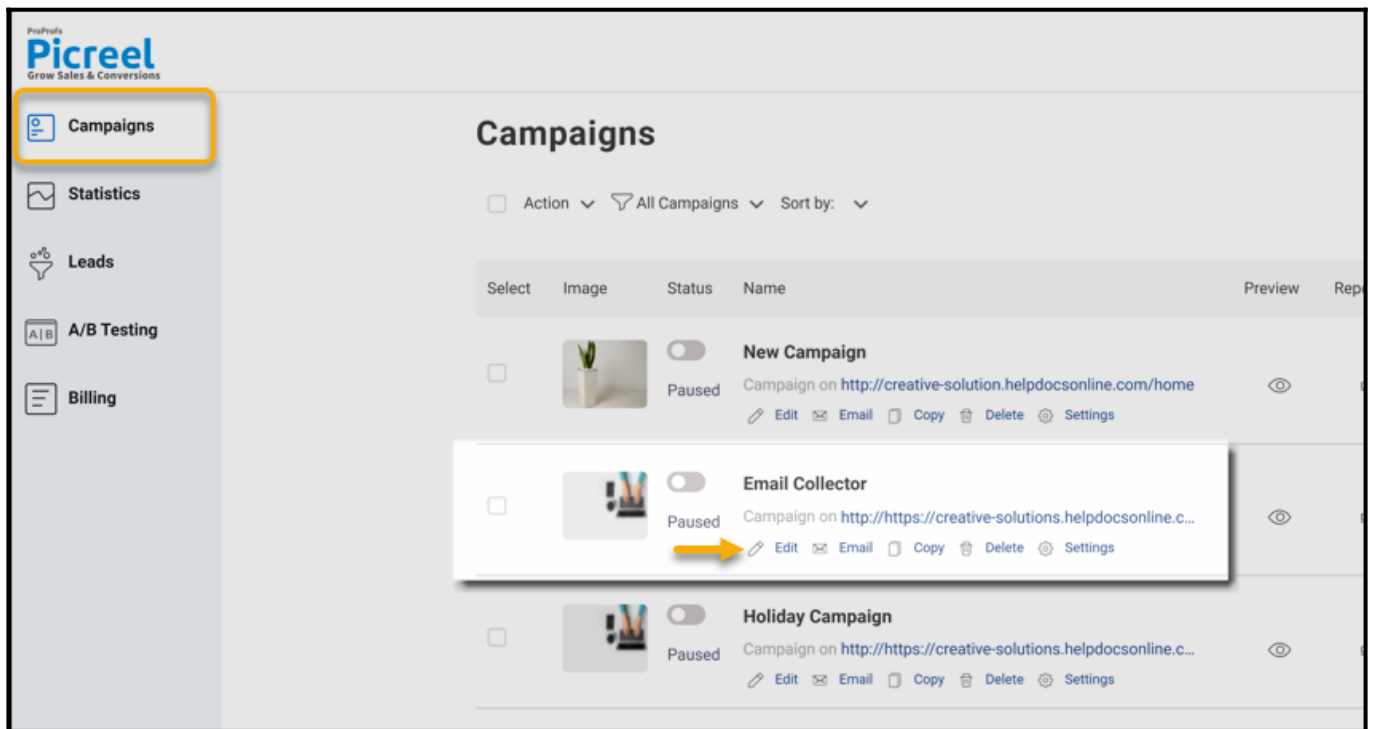 ProProfs
Picreel
Grow Sales & Conversions
Campaigns
Statistics
Leads
A|B
A/B Testing
Billing
Campaigns
Action All Campaigns Sort by:
Select Image Status Name Preview Repo
New Campaign
Paused Campaign on http://creative-solution.helpdocsonline.com/home
Edit Email Copy Delete Settings
Email Collector
Paused Campaign on http://https://creative-solutions.helpdocsonline.c...
Edit Email Copy Delete Settings
Holiday Campaign
Paused Campaign on http://https://creative-solutions.helpdocsonline.c...
Edit Email Copy Delete Settings